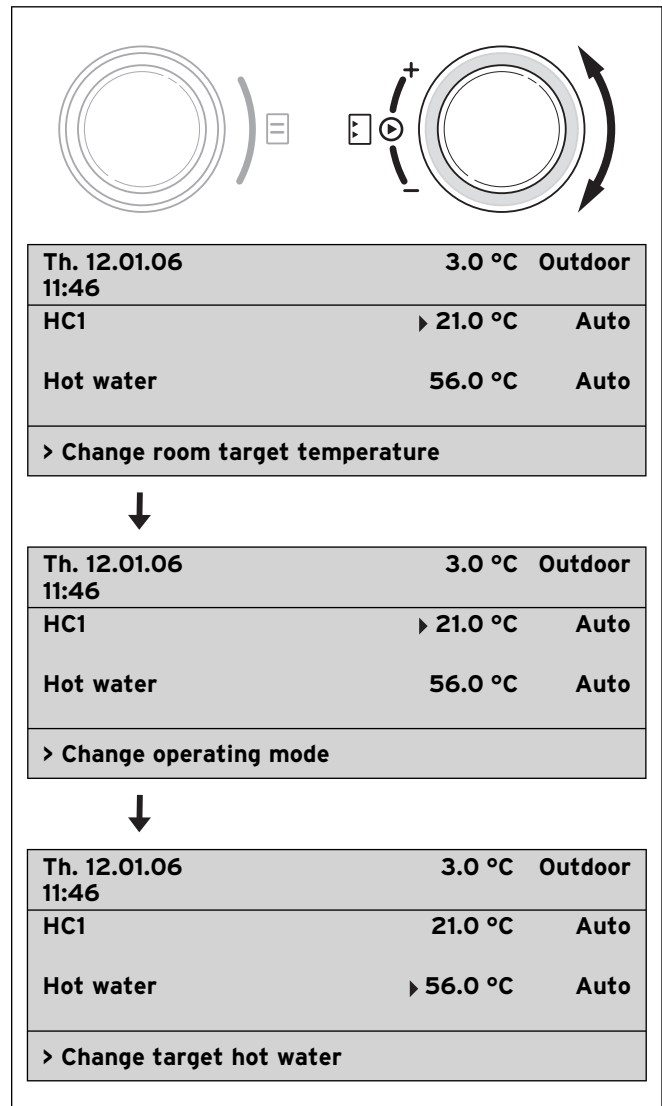 +
−
Th. 12.01.06 3.0 °C Outdoor
11:46
HC1 21.0 °C Auto
Hot water 56.0 °C Auto
> Change room target temperature
Th. 12.01.06 3.0 °C Outdoor
11:46
HC1 21.0 °C Auto
Hot water 56.0 °C Auto
> Change operating mode
Th. 12.01.06 3.0 °C Outdoor
11:46
HC1 21.0 °C Auto
Hot water 56.0 °C Auto
> Change target hot water